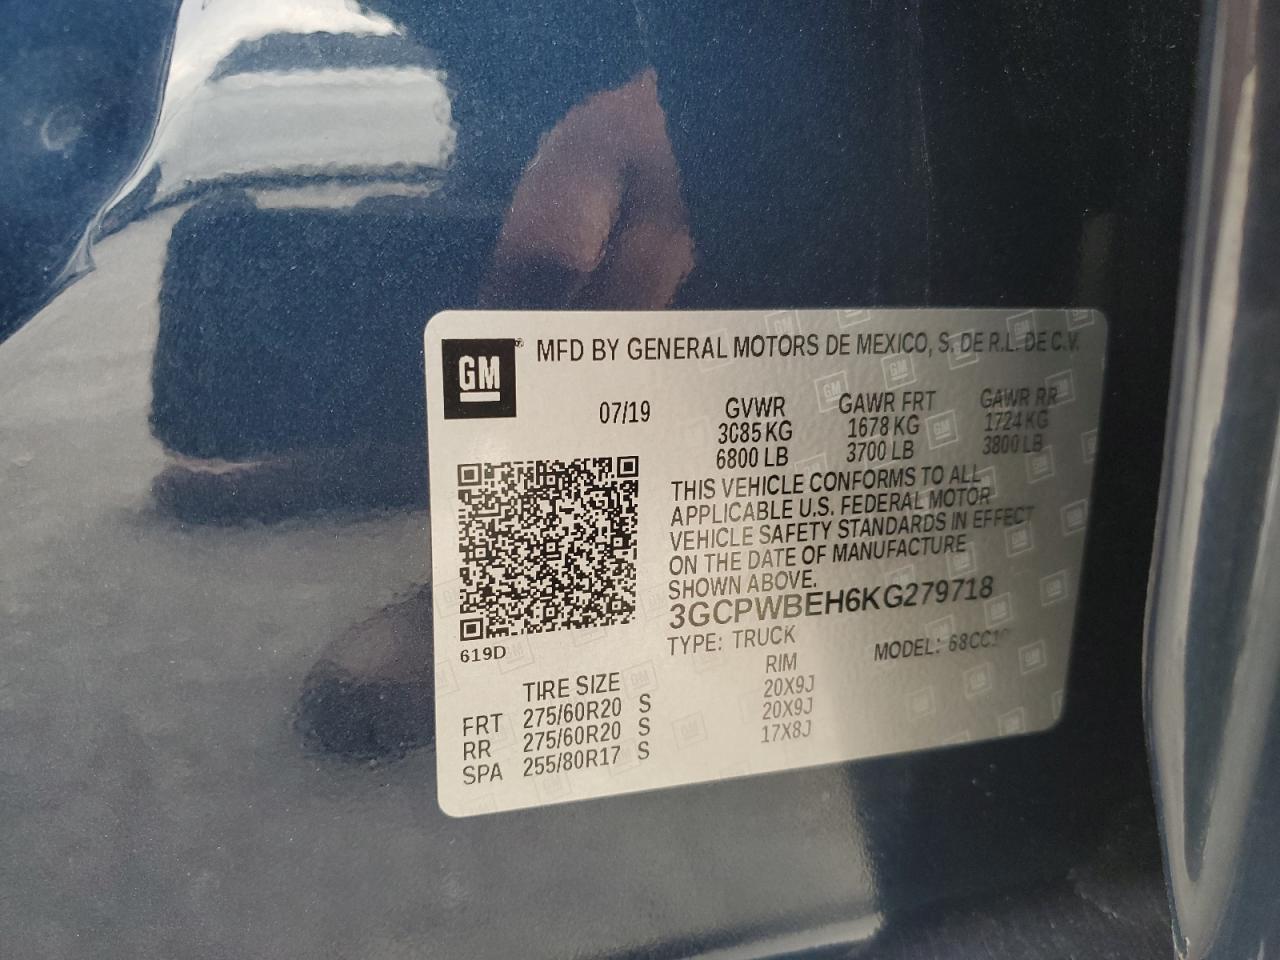 GM
MFD BY GENERAL MOTORS DE MEXICO, S. DE R.L. DE C.V.
07/19 GVWR GAWR FRT GAWR RR
3085 KG 1678 KG 1724 KG
6800 LB 3700 LB 3800 LB
THIS VEHICLE CONFORMS TO ALL
APPLICABLE U.S. FEDERAL MOTOR
VEHICLE SAFETY STANDARDS IN EFFECT
ON THE DATE OF MANUFACTURE
SHOWN ABOVE.
3GCPWBEH6KG279718
TYPE: TRUCK MODEL:
619D
TIRE SIZE RIM
FRT 275/60R20 S 20X9J
RR 275/60R20 S 20X9J
SPA 255/80R17 S 17X8J